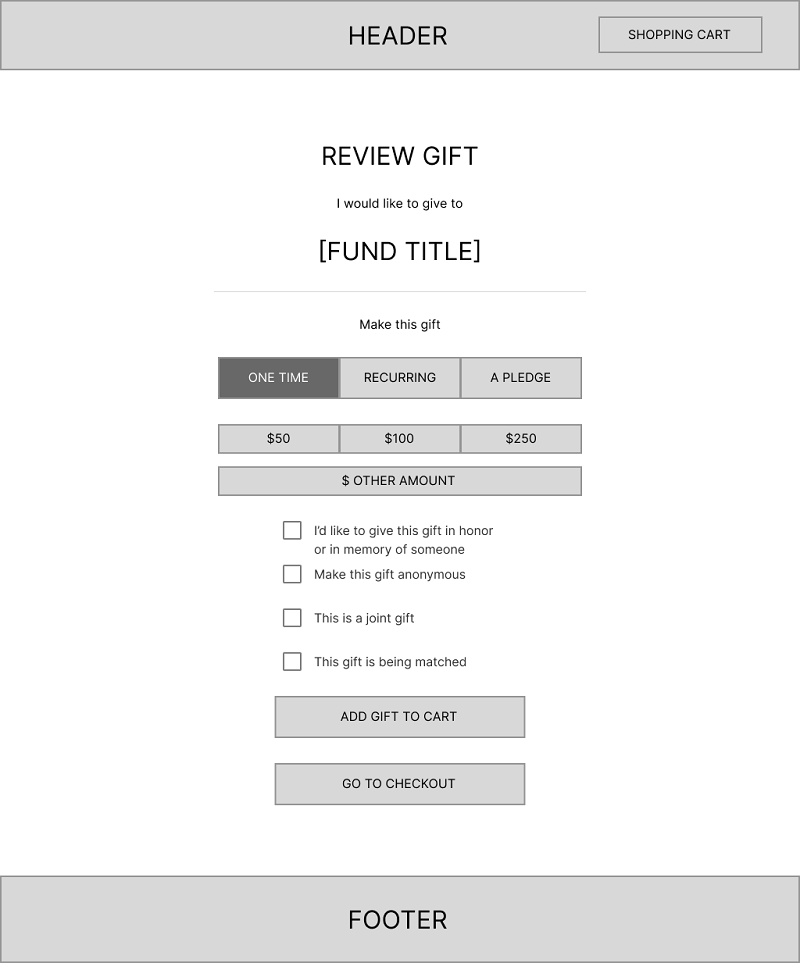 HEADER
SHOPPING CART
REVIEW GIFT
I would like to give to
[FUND TITLE]
Make this gift
ONE TIME
RECURRING
A PLEDGE
$50
$100
$250
$ OTHER AMOUNT
I’d like to give this gift in honor
or in memory of someone
Make this gift anonymous
This is a joint gift
This gift is being matched
ADD GIFT TO CART
GO TO CHECKOUT
FOOTER